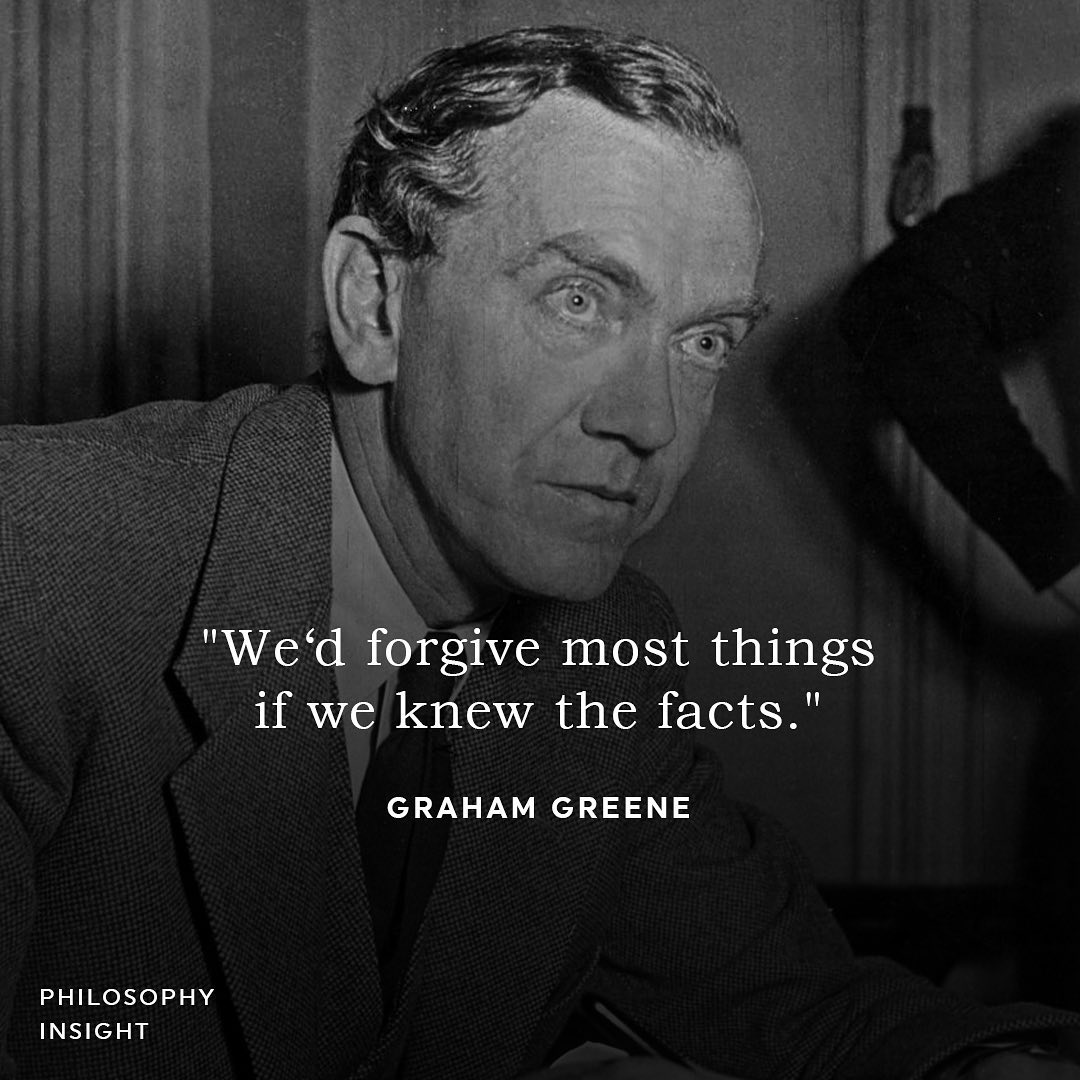 "We‘d forgive most things
if we knew the facts."
GRAHAM GREENE
PHILOSOPHY
INSIGHT